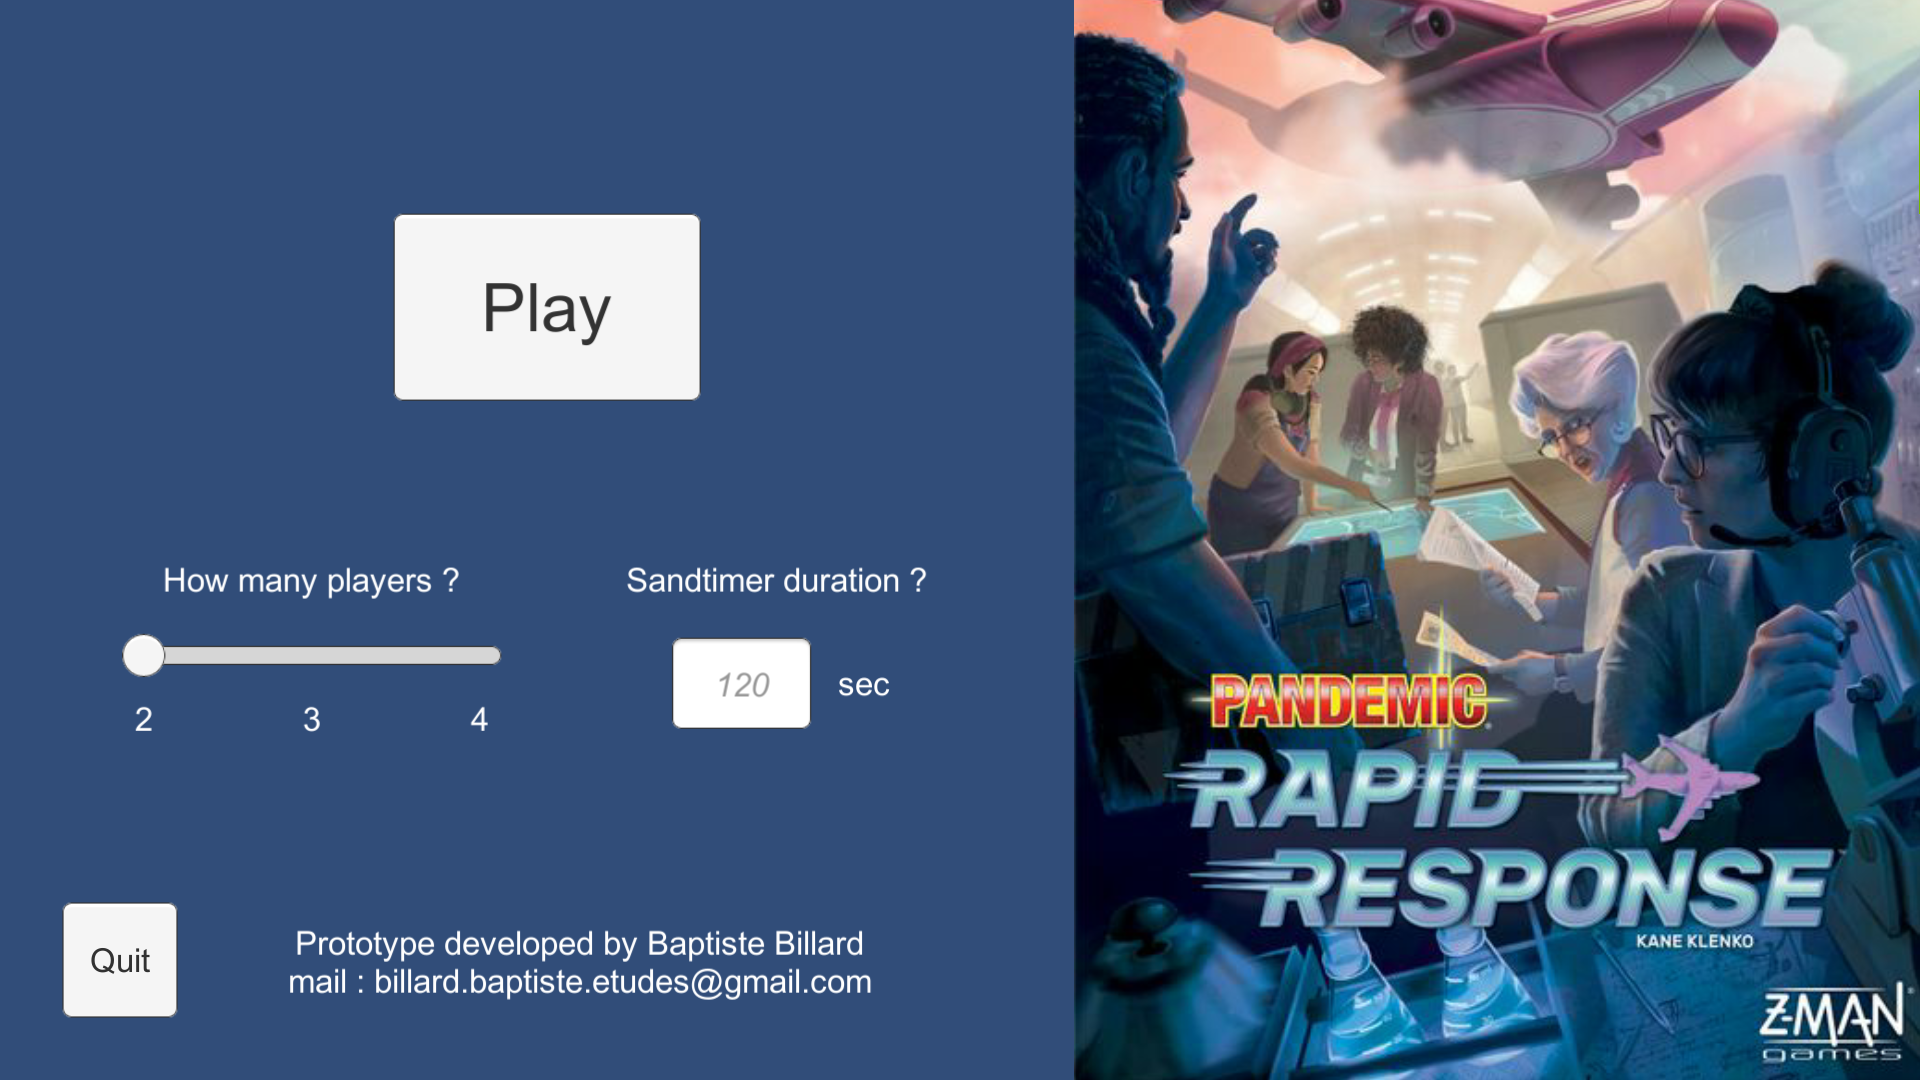 Play
How many players ?
2 3 4
Sandtimer duration ?
120 sec
Quit
Prototype developed by Baptiste Billard
mail : billard.baptiste.etudes@gmail.com
PANDEMIC
RAPID
RESPONSE
KANE KLENKO
Z-MAN
games